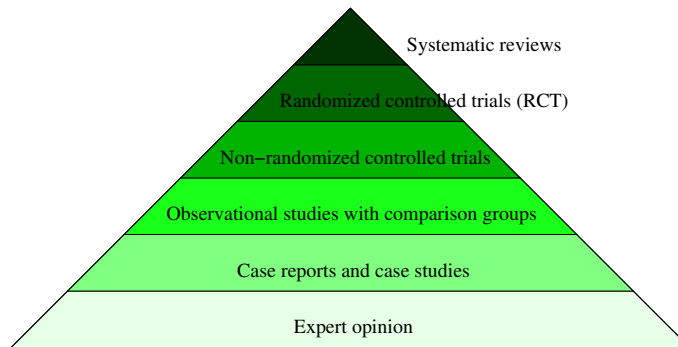 Systematic reviews
Randomized controlled trials (RCT)
Non−randomized controlled trials
Observational studies with comparison groups
Case reports and case studies
Expert opinion